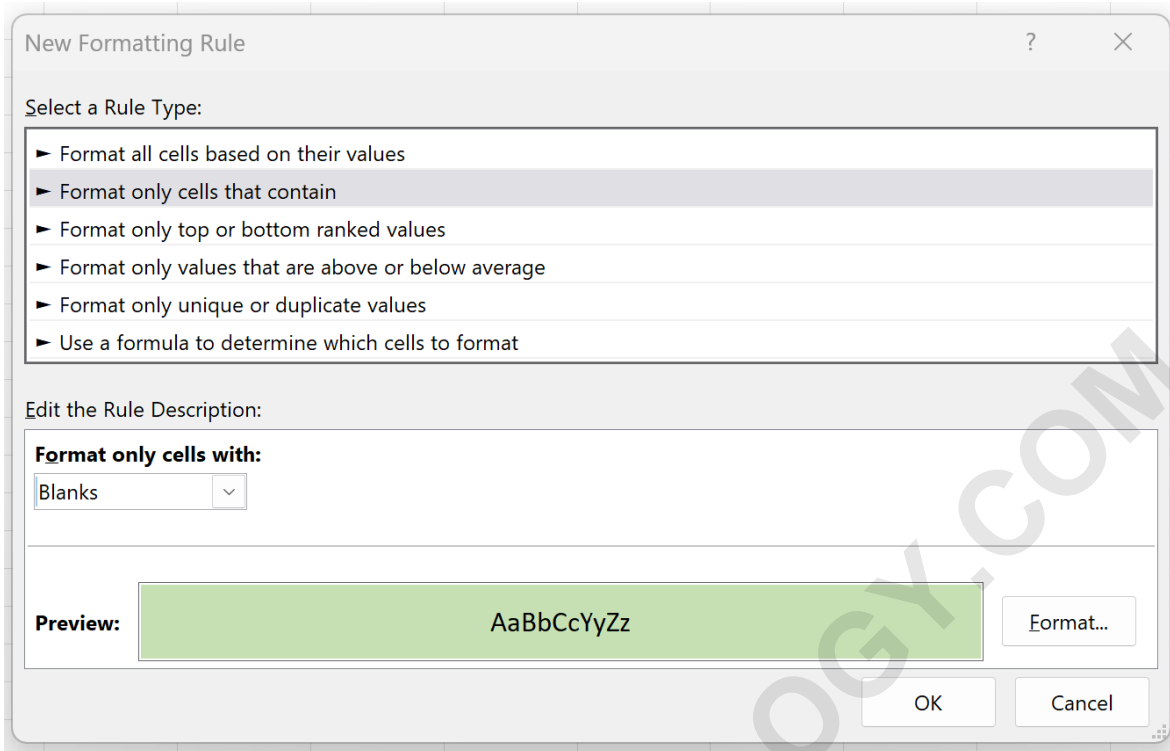 New Formatting Rule
?
Select a Rule Type:
► Format all cells based on their values
► Format only cells that contain
► Format only top or bottom ranked values
► Format only values that are above or below average
► Format only unique or duplicate values
► Use a formula to determine which cells to format
Edit the Rule Description:
Format only cells with:
Blanks
Preview:
AaBbCcYyZz
Format...
OK
Cancel
OGY.COM